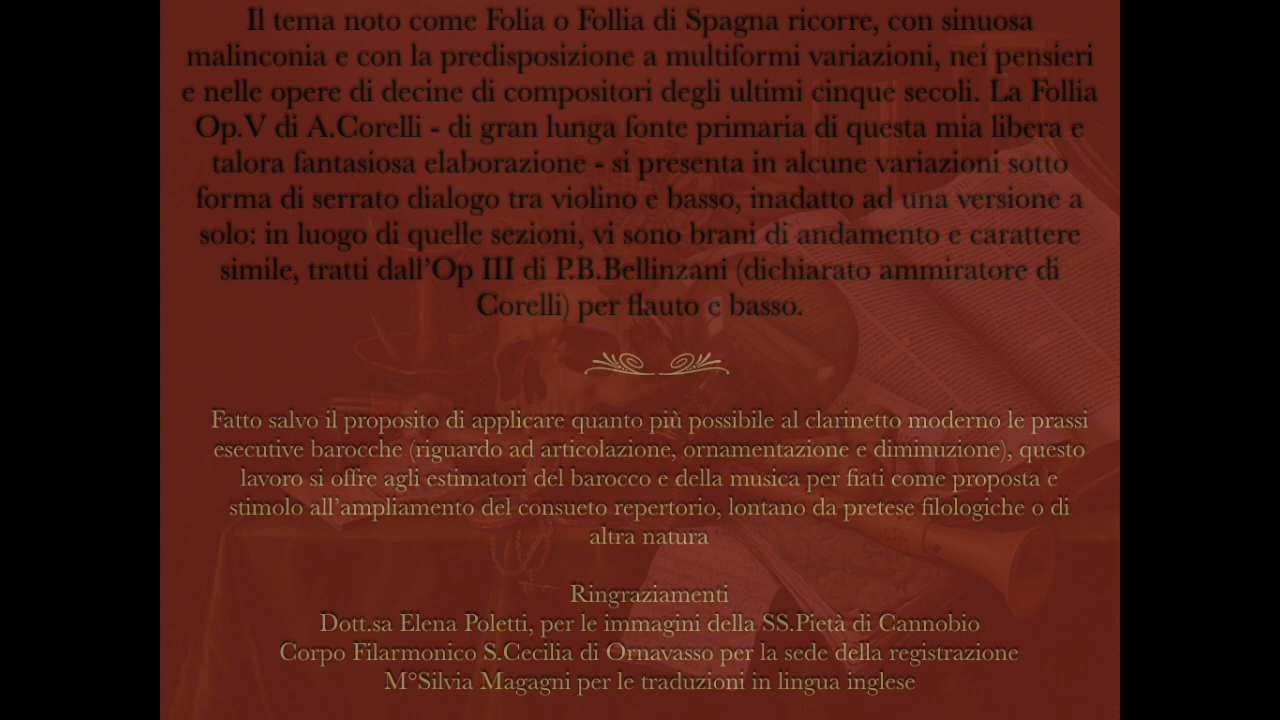 Il tema noto come Folia o Follia di Spagna ricorre, con sinuosa
malinconia e con la predisposizione a multiformi variazioni, nei pensieri
e nelle opere di decine di compositori degli ultimi cinque secoli. La Follia
Op.V di A.Corelli - di gran lunga fonte primaria di questa mia libera e
talora fantasiosa elaborazione - si presenta in alcune variazioni sotto
forma di serrato dialogo tra violino e basso, inadatto ad una versione a
solo: in luogo di quelle sezioni, vi sono brani di andamento e carattere
simile, tratti dall’Op III di P.B.Bellinzani (dichiarato ammiratore di
Corelli) per flauto e basso.
Fatto salvo il proposito di applicare quanto più possibile al clarinetto moderno le prassi
esecutive barocche (riguardo ad articolazione, ornamentazione e diminuzione), questo
lavoro si offre agli estimatori del barocco e della musica per fiati come proposta e
stimolo all’ampliamento del consueto repertorio, lontano da pretese filologiche o di
altra natura
Ringraziamenti
Dott.sa Elena Poletti, per le immagini della SS.Pietà di Cannobio
Corpo Filarmonico S.Cecilia di Ornavasso per la sede della registrazione
M°Silvia Magagni per le traduzioni in lingua inglese